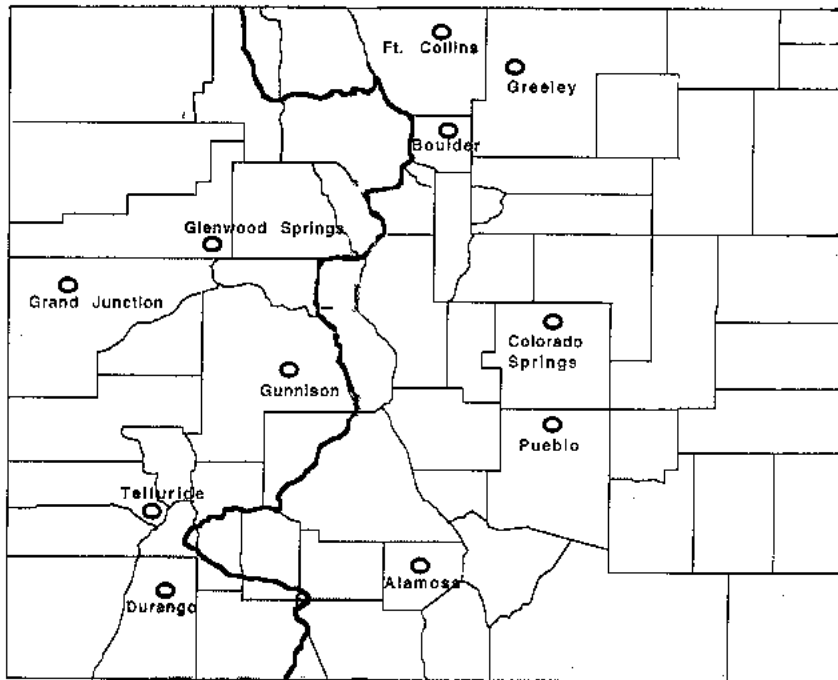 Ft. Collins
Greeley
Boulder
Glenwood Springs
Grand Junction
Colorado
Springs
Gunnison
Pueblo
Telluride
Alamosa
Durango